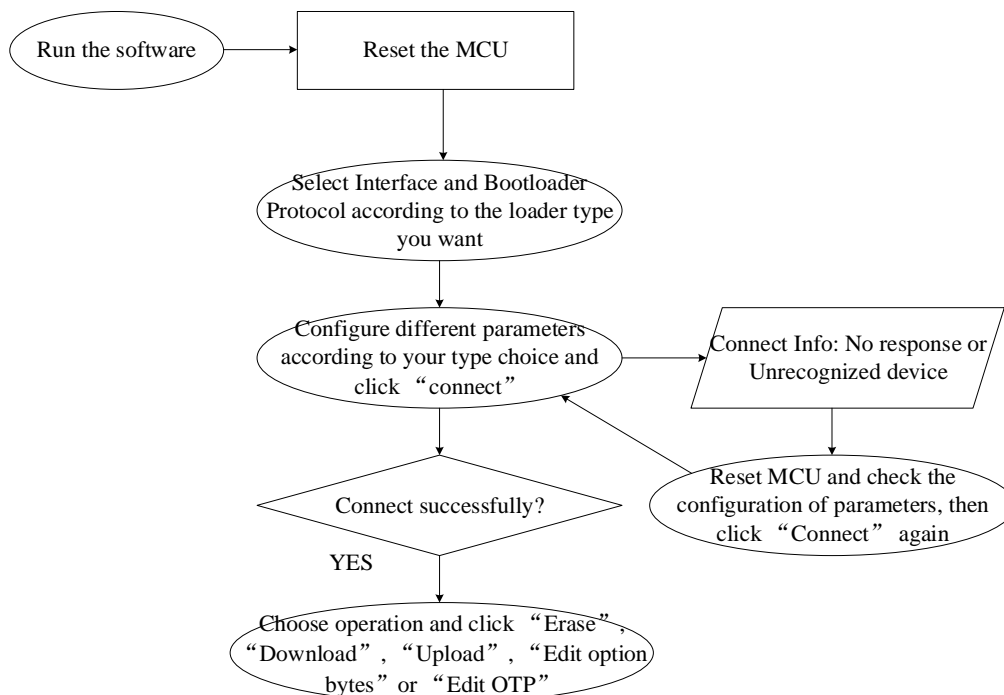 Run the software
Reset the MCU
Select Interface and Bootloader
Protocol according to the loader type
you want
Configure different parameters
according to your type choice and
click “connect”
Connect Info: No response or
Unrecognized device
Reset MCU and check the
configuration of parameters, then
click “Connect” again
Connect successfully?
YES
Choose operation and click “Erase”,
“Download”, “Upload”, “Edit option
bytes” or “Edit OTP”